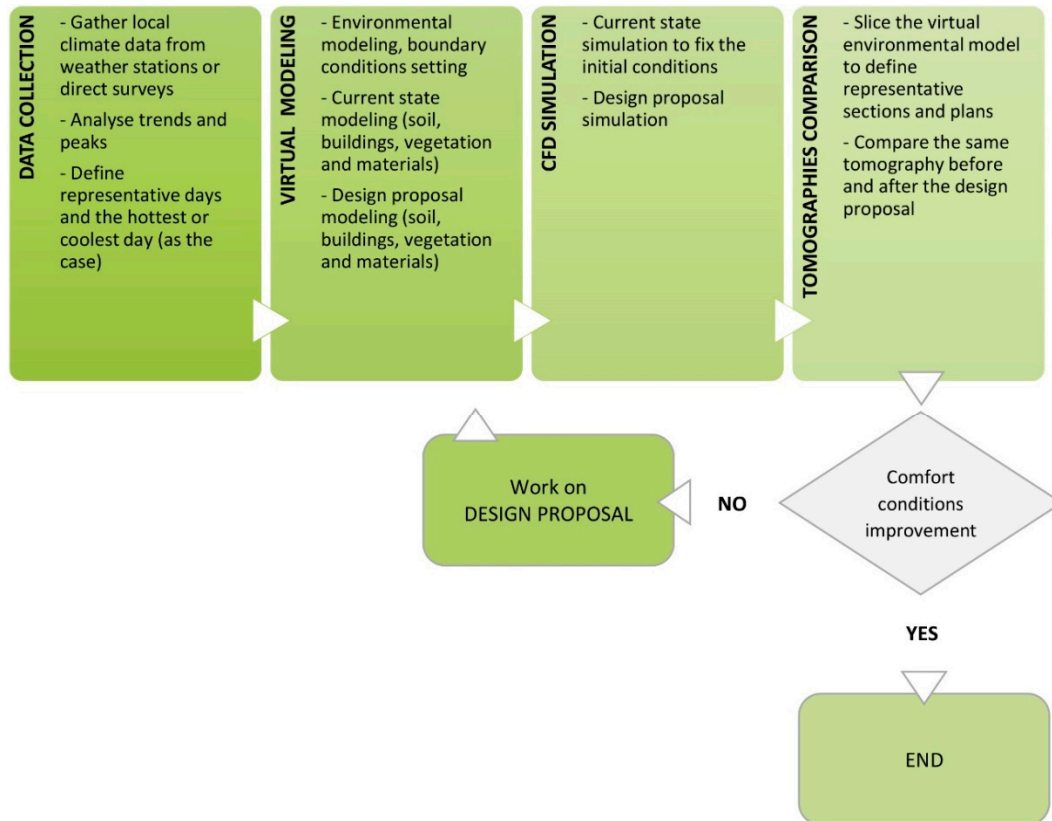 DATA COLLECTION
- Gather local
climate data from
weather stations or
direct surveys
- Analyse trends and
peaks
- Define
representative days
and the hottest or
coolest day (as the
case)
VIRTUAL MODELING
- Environmental
modeling, boundary
conditions setting
- Current state
modeling (soil,
buildings, vegetation
and materials)
- Design proposal
modeling (soil,
buildings, vegetation
and materials)
CFD SIMULATION
- Current state
simulation to fix the
initial conditions
- Design proposal
simulation
TOMOGRAPHIES COMPARISON
- Slice the virtual
environmental model
to define
representative
sections and plans
- Compare the same
tomography before
and after the design
proposal
Comfort
conditions
improvement
NO
Work on
DESIGN PROPOSAL
YES
END